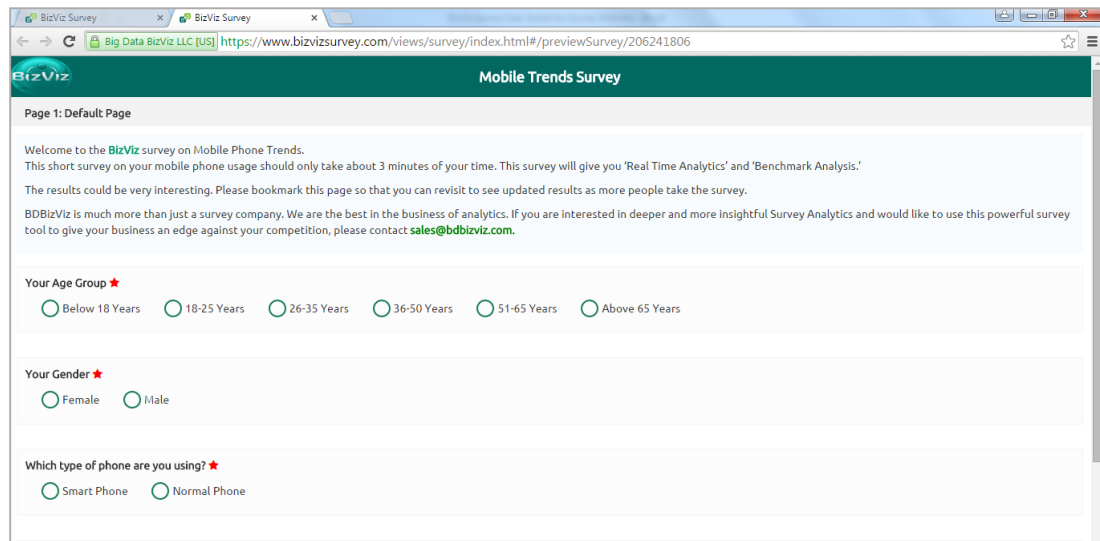 BizViz Survey
BizViz Survey
Big Data BizViz LLC [US] https://www.bizvizsurvey.com/views/survey/index.html#/previewSurvey/206241806
BizViz
Mobile Trends Survey
Page 1: Default Page
Welcome to the BizViz survey on Mobile Phone Trends.
This short survey on your mobile phone usage should only take about 3 minutes of your time. This survey will give you ‘Real Time Analytics’ and ‘Benchmark Analysis.’
The results could be very interesting. Please bookmark this page so that you can revisit to see updated results as more people take the survey.
BDBizViz is much more than just a survey company. We are the best in the business of analytics. If you are interested in deeper and more insightful Survey Analytics and would like to use this powerful survey
tool to give your business an edge against your competition, please contact sales@bdbizviz.com.
Your Age Group
Below 18 Years 18-25 Years 26-35 Years 36-50 Years 51-65 Years Above 65 Years
Your Gender
Female Male
Which type of phone are you using?
Smart Phone Normal Phone